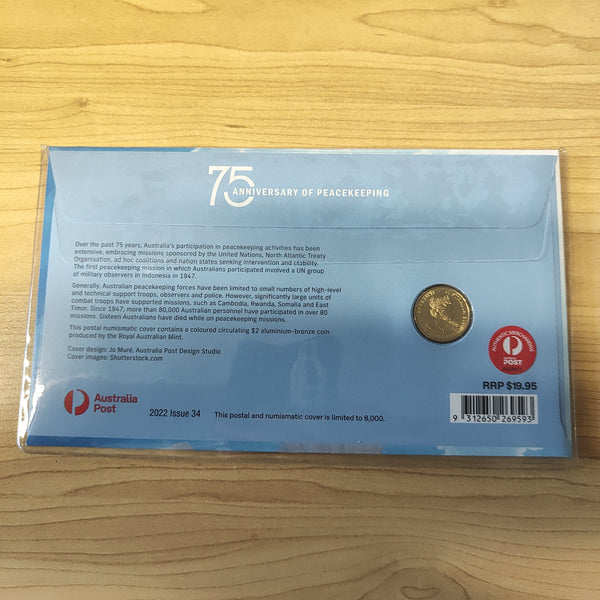 75 ANNIVERSARY OF PEACEKEEPING
Over the past 75 years, Australia's participation in peacekeeping activities has been
extensive, embracing missions sponsored by the United Nations, North Atlantic Treaty
Organisation, ad hoc coalitions and nation states seeking intervention and stability.
The first peacekeeping mission in which Australians participated involved a UN group
of military observers in Indonesia in 1947.
Generally, Australian peacekeeping forces have been limited to small numbers of high-level
and technical support troops, observers and police. However, significantly large units of
combat troops have supported missions, such as Cambodia, Rwanda, Somalia and East
Timor. Since 1947, more than 80,000 Australian personnel have participated in over 80
missions. Sixteen Australians have died while on peacekeeping missions.
This postal numismatic cover contains a coloured circulating $2 aluminium-bronze coin
produced by the Royal Australian Mint.
Cover design: Jo Muré, Australia Post Design Studio
Cover images: Shutterstock.com
Australia
Post
2022 Issue 34
This postal and numismatic cover is limited to 8,000.
AUTHENTIC MERCHANDISE
POST
RRP $19.95
9 312650 269593